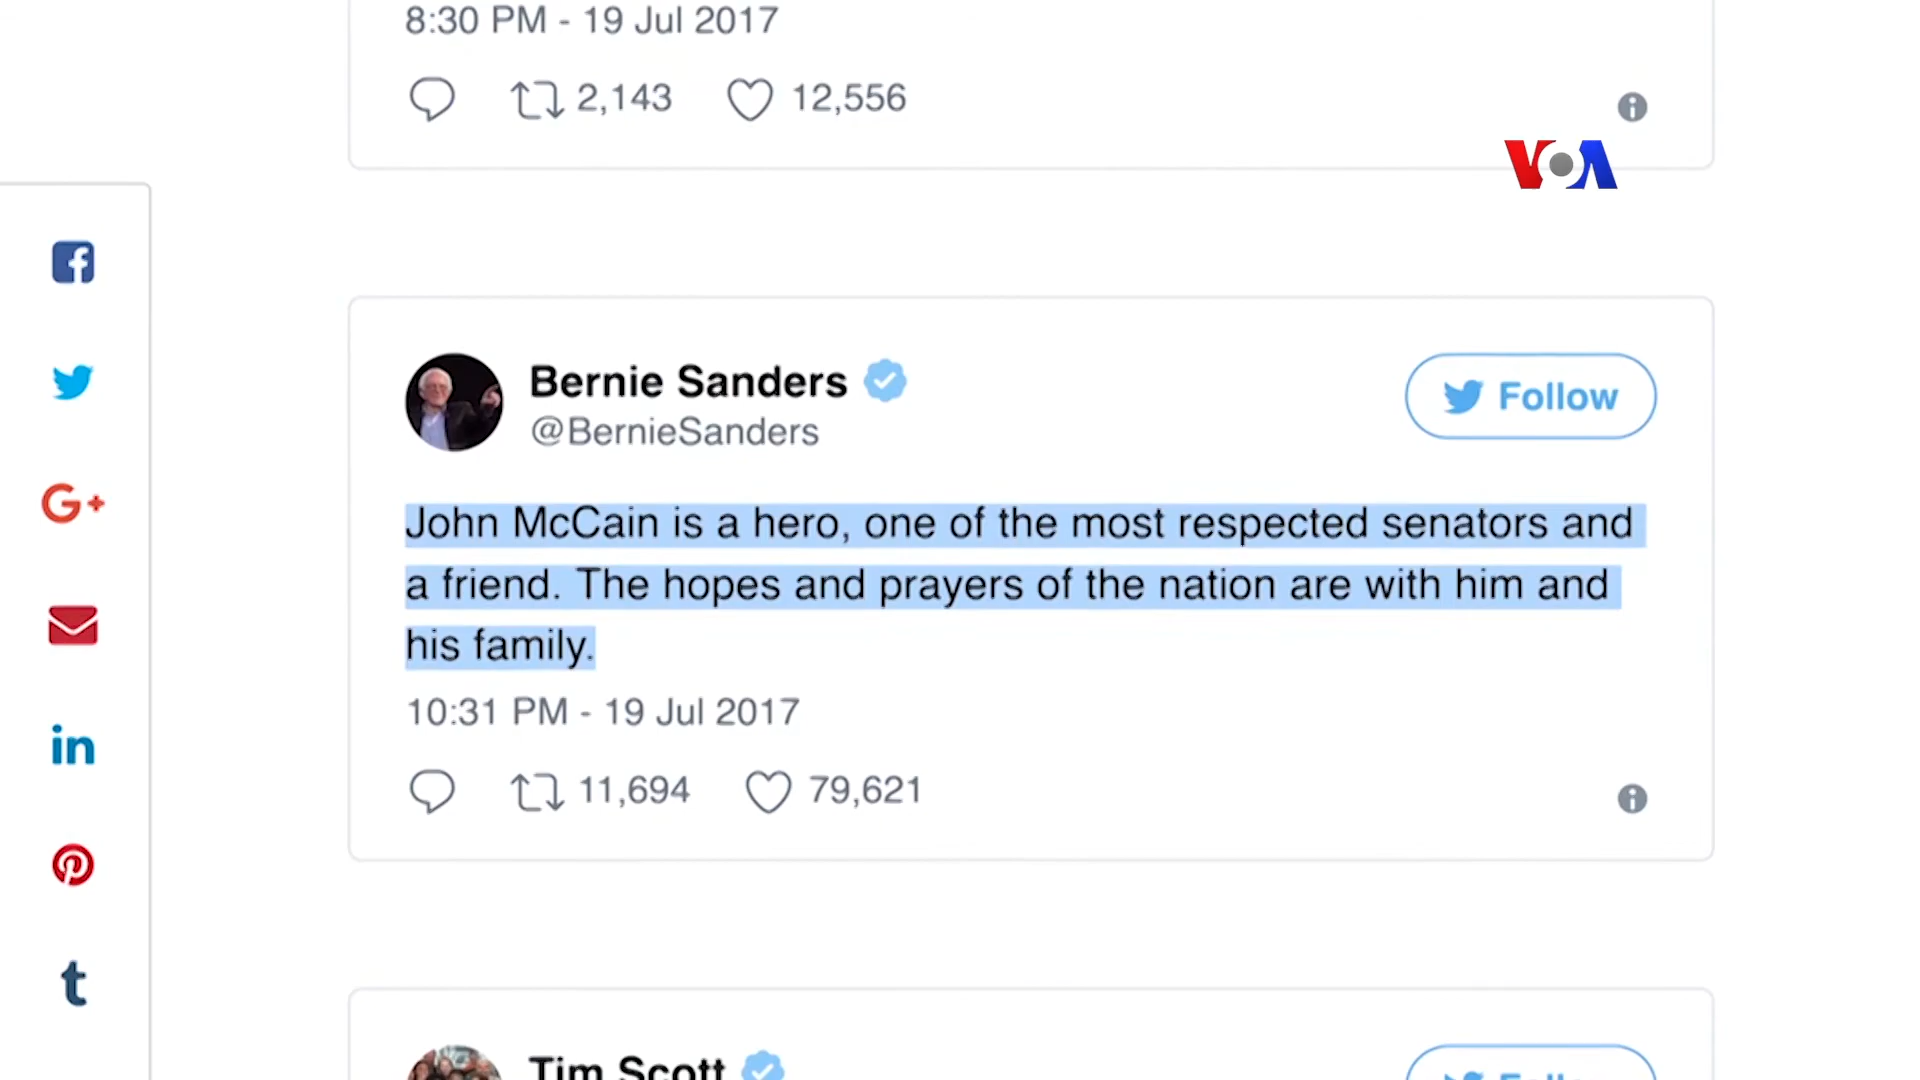 8:30 PM - 19 Jul 2017
2,143 12,556
VOA
Bernie Sanders
@BernieSanders
Follow
John McCain is a hero, one of the most respected senators and
a friend. The hopes and prayers of the nation are with him and
his family.
10:31 PM - 19 Jul 2017
11,694 79,621
Tim Scott
Follow